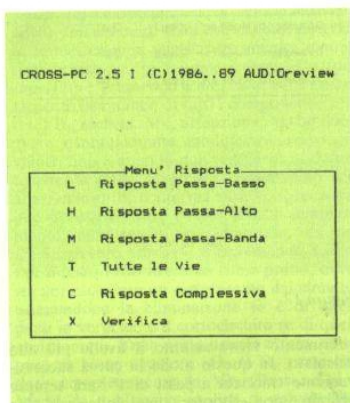 CROSS-PC 2.5 I (C)1986..89 AUDIOreview
Menu' Risposta
L Risposta Passa-Basso
H Risposta Passa-Alto
M Risposta Passa-Banda
T Tutte le Vie
C Risposta Complessiva
X Verifica